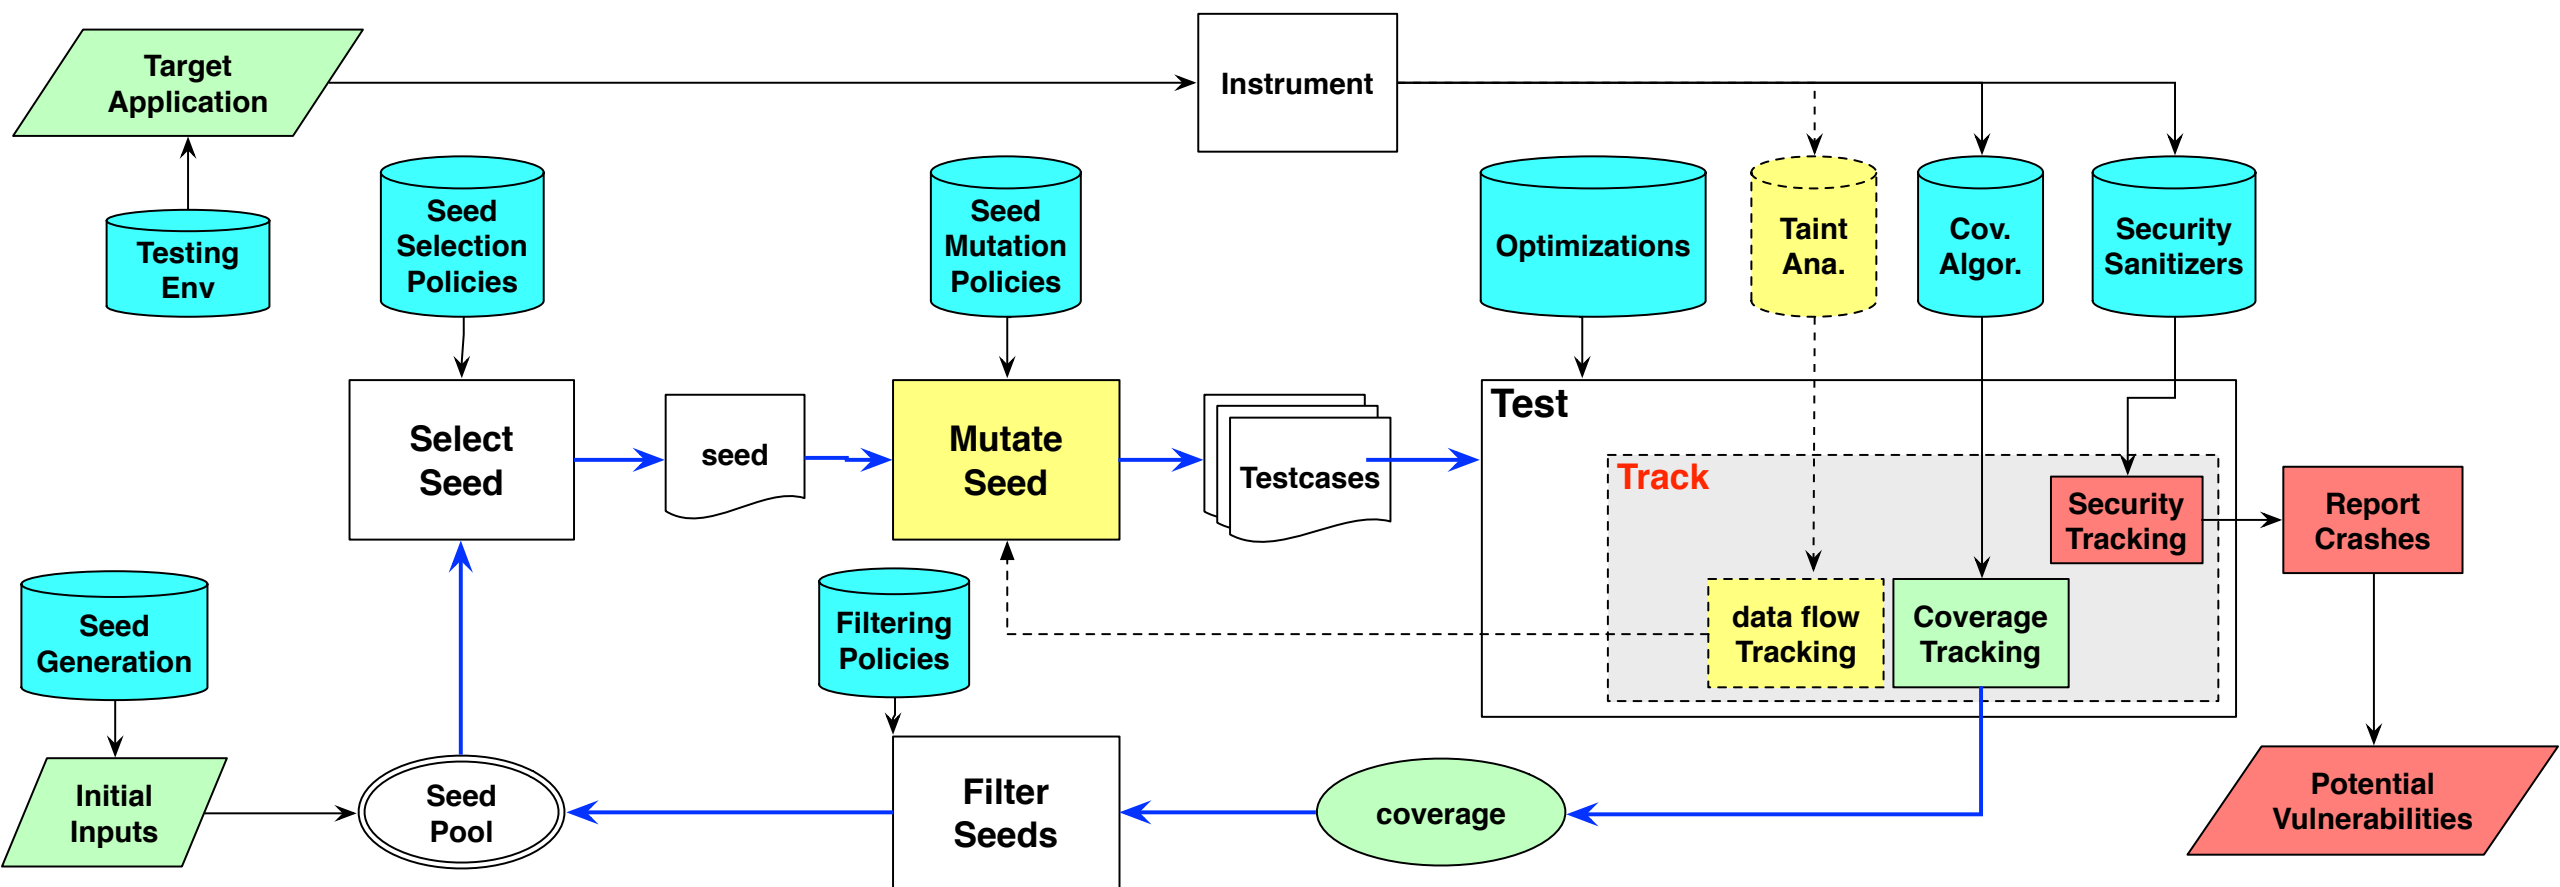 Target
Application
Instrument
Testing
Env
Seed
Selection
Policies
Seed
Mutation
Policies
Optimizations
Taint
Ana.
Cov.
Algor.
Security
Sanitizers
Select
Seed
seed
Mutate
Seed
Testcases
Test
Track
Security
Tracking
Report
Crashes
data flow
Tracking
Coverage
Tracking
Seed
Generation
Filtering
Policies
Initial
Inputs
Seed
Pool
Filter
Seeds
coverage
Potential
Vulnerabilities